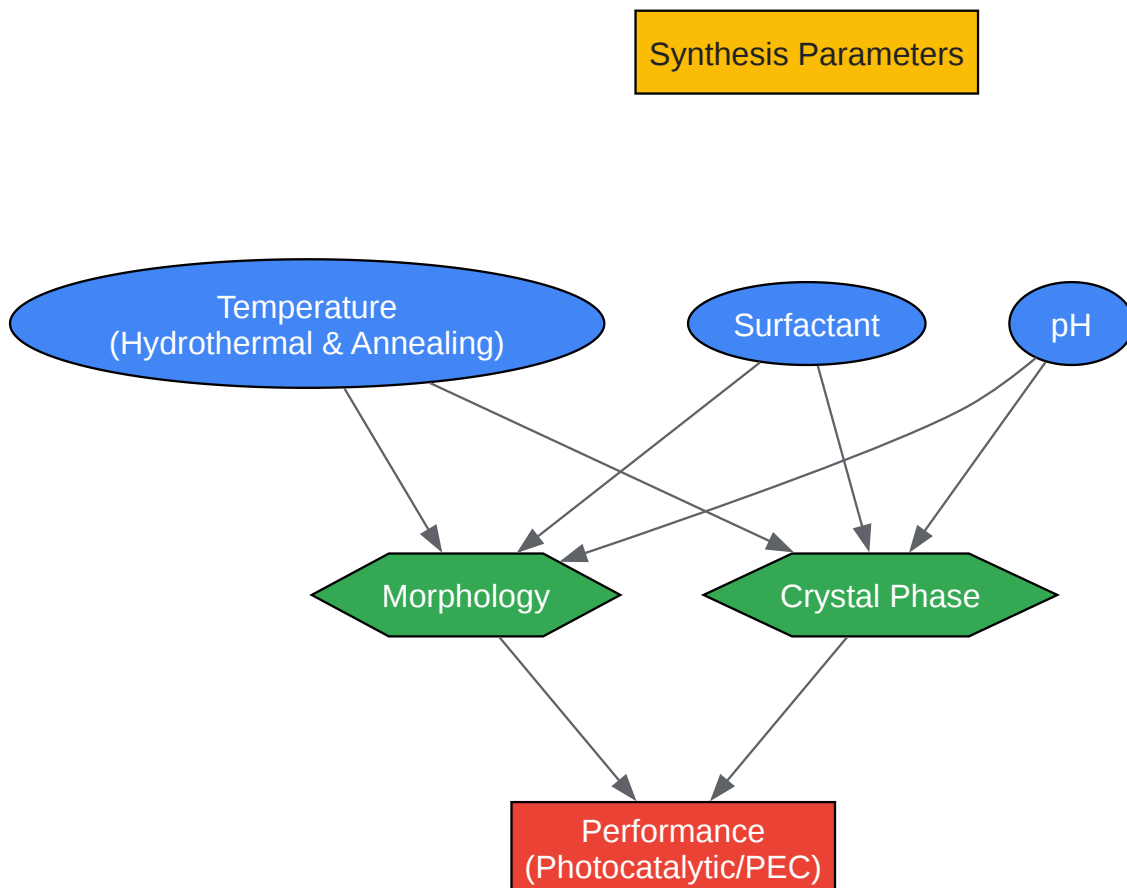 Synthesis Parameters
Temperature
(Hydrothermal & Annealing)
Surfactant
pH
Morphology
Crystal Phase
Performance
(Photocatalytic/PEC)